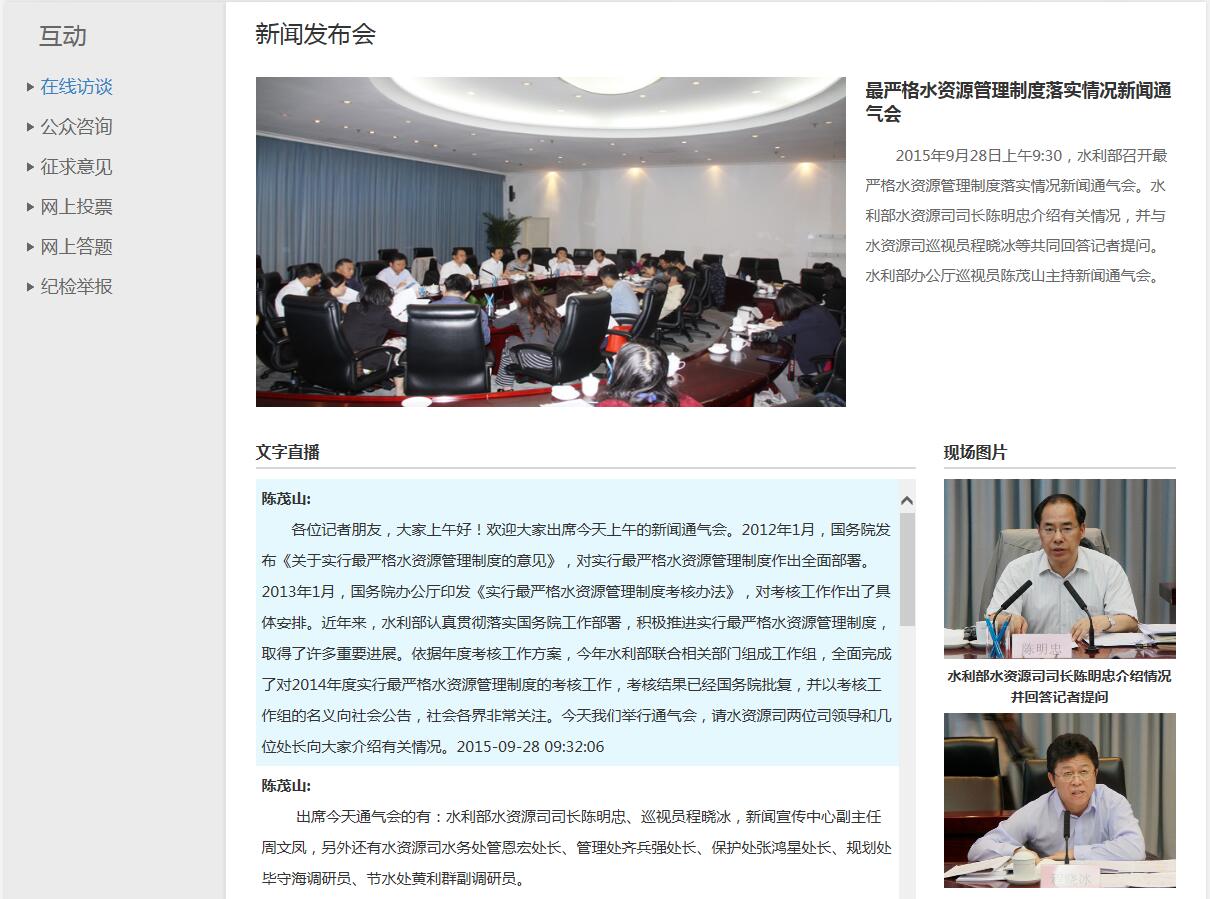 互动
在线访谈
公众咨询
征求意见
网上投票
网上答题
纪检举报
新闻发布会
最严格水资源管理制度落实情况新闻通
气会
2015年9月28日上午9:30，水利部召开最
严格水资源管理制度落实情况新闻通气会。水
利部水资源司司长陈明忠介绍有关情况，并与
水资源司巡视员程晓冰等共同回答记者提问。
水利部办公厅巡视员陈茂山主持新闻通气会。
文字直播
陈茂山:
各位记者朋友，大家上午好！欢迎大家出席今天上午的新闻通气会。2012年1月，国务院发
布《关于实行最严格水资源管理制度的意见》，对实行最严格水资源管理制度作出全面部署。
2013年1月，国务院办公厅印发《实行最严格水资源管理制度考核办法》，对考核工作作出了具
体安排。近年来，水利部认真贯彻落实国务院工作部署，积极推进实行最严格水资源管理制度，
取得了许多重要进展。依据年度考核工作方案，今年水利部联合相关部门组成工作组，全面完成
了对2014年度实行最严格水资源管理制度的考核工作，考核结果已经国务院批复，并以考核工
作组的名义向社会公告，社会各界非常关注。今天我们举行通气会，请水资源司两位司领导和几
位处长向大家介绍有关情况。2015-09-28 09:32:06
陈茂山:
出席今天通气会的有：水利部水资源司司长陈明忠、巡视员程晓冰，新闻宣传中心副主任
周文凤，另外还有水资源司水务处管恩宏处长、管理处齐兵强处长、保护处张鸿星处长、规划处
毕守海调研员、节水处黄利群副调研员。
现场图片
陈明忠
水利部水资源司司长陈明忠介绍情况
并回答记者提问
程晓冰